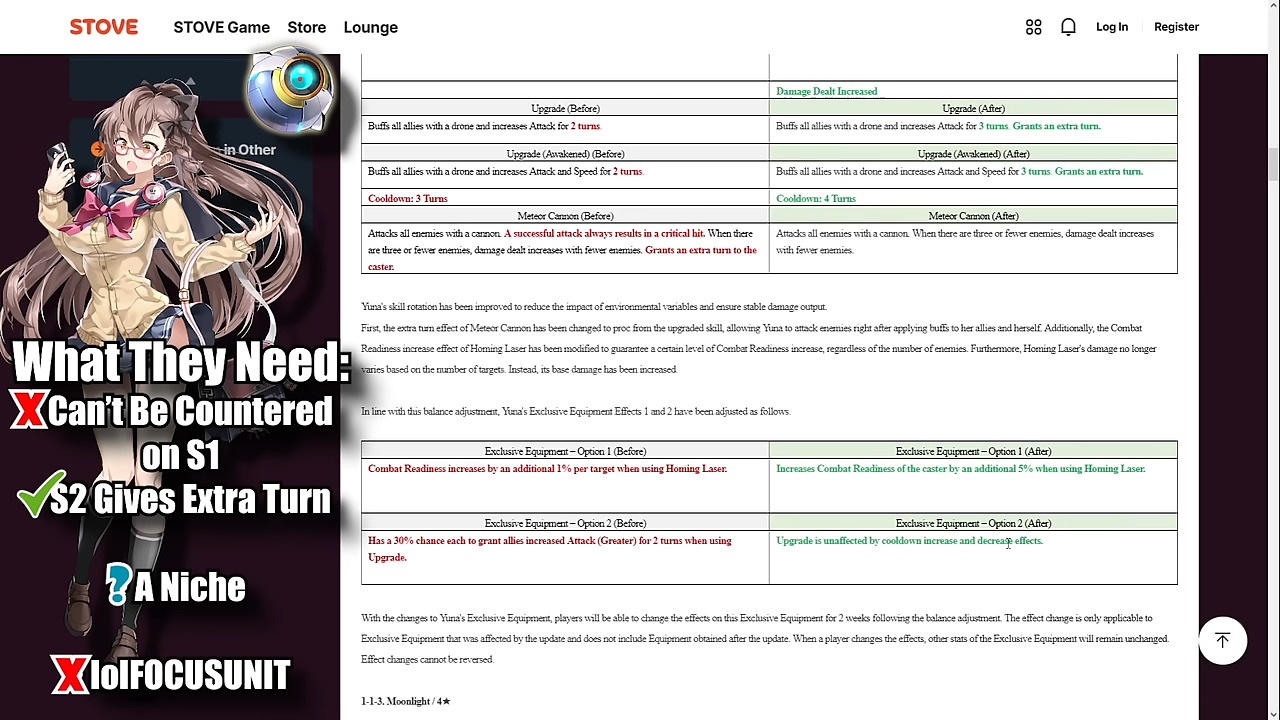 STOVE
STOVE Game
Store
Lounge
Log In
Register
n in Other
Damage Dealt Increased
Upgrade (Before)
Upgrade (After)
Buffs all allies with a drone and increases Attack for 2 turns.
Buffs all allies with a drone and increases Attack for 3 turns. Grants an extra turn.
Upgrade (Awakened) (Before)
Upgrade (Awakened) (After)
Buffs all allies with a drone and increases Attack and Speed for 2 turns.
Buffs all allies with a drone and increases Attack and Speed for 3 turns. Grants an extra turn.
Cooldown: 3 Turns
Cooldown: 4 Turns
Meteor Cannon (Before)
Meteor Cannon (After)
Attacks all enemies with a cannon. A successful attack always results in a critical hit. When there
are three or fewer enemies, damage dealt increases with fewer enemies. Grants an extra turn to the
caster.
Attacks all enemies with a cannon. When there are three or fewer enemies, damage dealt increases
with fewer enemies.
Yuna's skill rotation has been improved to reduce the impact of environmental variables and ensure stable damage output.
First, the extra turn effect of Meteor Cannon has been changed to proc from the upgraded skill, allowing Yuna to attack enemies right after applying buffs to her allies and herself. Additionally, the Combat
Readiness increase effect of Homing Laser has been modified to guarantee a certain level of Combat Readiness increase, regardless of the number of enemies. Furthermore, Homing Laser's damage no longer
varies based on the number of targets. Instead, its base damage has been increased.
In line with this balance adjustment, Yuna's Exclusive Equipment Effects 1 and 2 have been adjusted as follows.
Exclusive Equipment – Option 1 (Before)
Exclusive Equipment – Option 1 (After)
Combat Readiness increases by an additional 1% per target when using Homing Laser.
Increases Combat Readiness of the caster by an additional 5% when using Homing Laser.
Exclusive Equipment – Option 2 (Before)
Exclusive Equipment – Option 2 (After)
Has a 30% chance each to grant allies increased Attack (Greater) for 2 turns when using
Upgrade.
Upgrade is unaffected by cooldown increase and decrease effects.
With the changes to Yuna's Exclusive Equipment, players will be able to change the effects on this Exclusive Equipment for 2 weeks following the balance adjustment. The effect change is only applicable to
Exclusive Equipment that was affected by the update and does not include Equipment obtained after the update. When a player changes the effects, other stats of the Exclusive Equipment will remain unchanged.
Effect changes cannot be reversed.
1-1-3. Moonlight / 4★
What They Need:
X Can't Be Countered
on S1
S2 Gives Extra Turn
? A Niche
X lolFOCUSUNIT